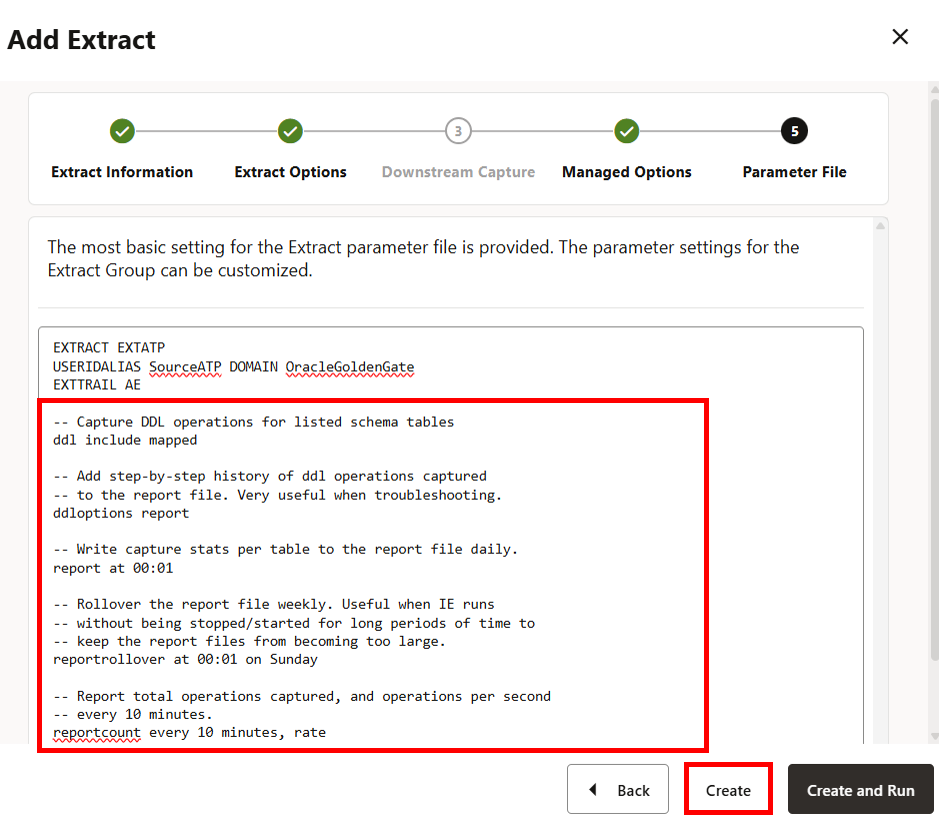 Add Extract
3
5
Extract Information
Extract Options
Downstream Capture
Managed Options
Parameter File
The most basic setting for the Extract parameter file is provided. The parameter settings for the
Extract Group can be customized.
EXTRACT EXTATP
USERIDALIAS SourceATP DOMAIN OracleGoldenGate
EXTTRAIL AE
-- Capture DDL operations for listed schema tables
ddl include mapped
-- Add step-by-step history of ddl operations captured
-- to the report file. Very useful when troubleshooting.
ddloptions report
-- Write capture stats per table to the report file daily.
report at 00:01
-- Rollover the report file weekly. Useful when IE runs
-- without being stopped/started for long periods of time to
-- keep the report files from becoming too large.
reportrollover at 00:01 on Sunday
-- Report total operations captured, and operations per second
-- every 10 minutes.
reportcount every 10 minutes, rate
Back
Create
Create and Run